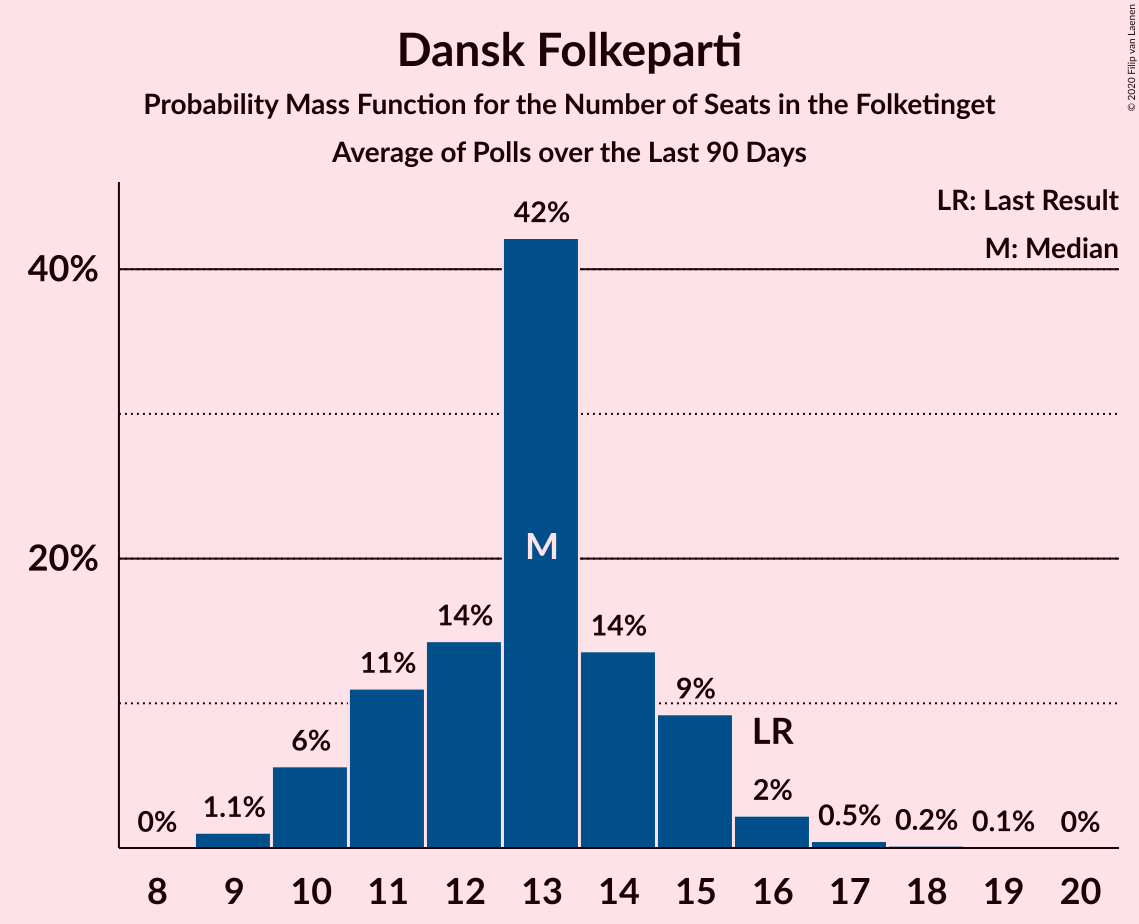 Dansk Folkeparti
Probability Mass Function for the Number of Seats in the Folketinget
Average of Polls over the Last 90 Days
© 2020 Filip van Laenen
LR: Last Result
M: Median
42%
40%
M
20%
14%
14%
11%
9%
LR
6%
2%
1.1%
0.5%
0%
0.2%
0.1%
0%
8 9 10 11 12 13 14 15 16 17 18 19 20